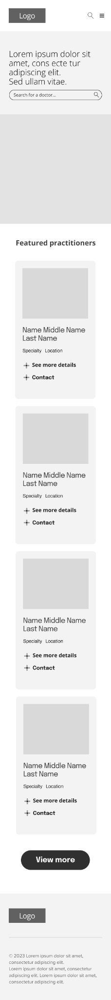 Logo
Lorem ipsum dolor sit
amet, cons ecte tur
adipiscing elit.
Sed ullam vitae.
Search for a doctor...
Featured practitioners
Name Middle Name
Last Name
Specialty Location
See more details
Contact
Name Middle Name
Last Name
Specialty Location
See more details
Contact
Name Middle Name
Last Name
Specialty Location
See more details
Contact
Name Middle Name
Last Name
Specialty Location
See more details
Contact
View more
Logo
© 2023 Lorem ipsum dolor sit amet,
consectetur adipiscing elit.
Lorem ipsum dolor sit amet, consectetur
adipiscing elit. Lorem ipsum dolor sit amet,
consectetur adipiscing elit.